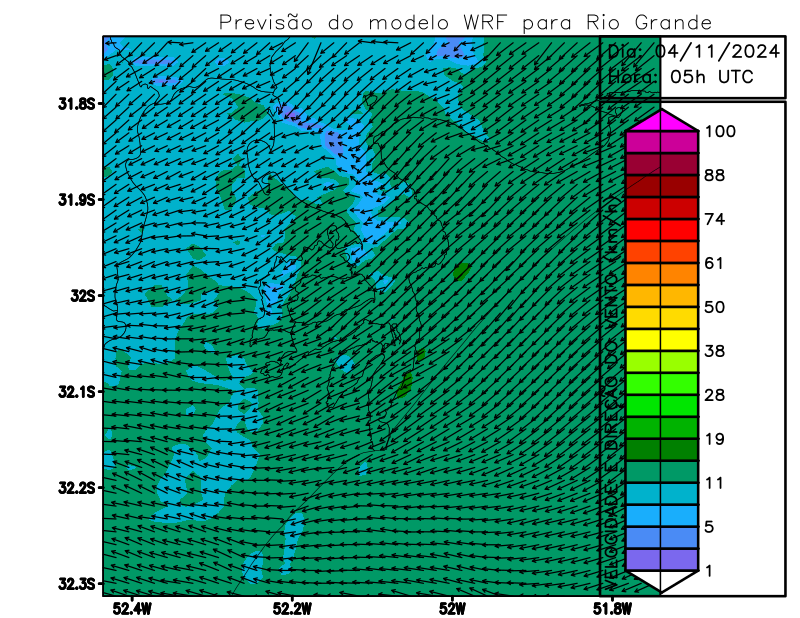 Previsão do modelo WRF para Rio Grande
Dia: 04/11/2024
Hora: 05h UTC
31.8S
31.9S
32S
32.1S
32.2S
32.3S
52.4W
52.2W
52W
51.8W
VELOCIDADE E DIREÇÃO DO VENTO (km/h)
100
88
74
61
50
38
28
19
11
5
1